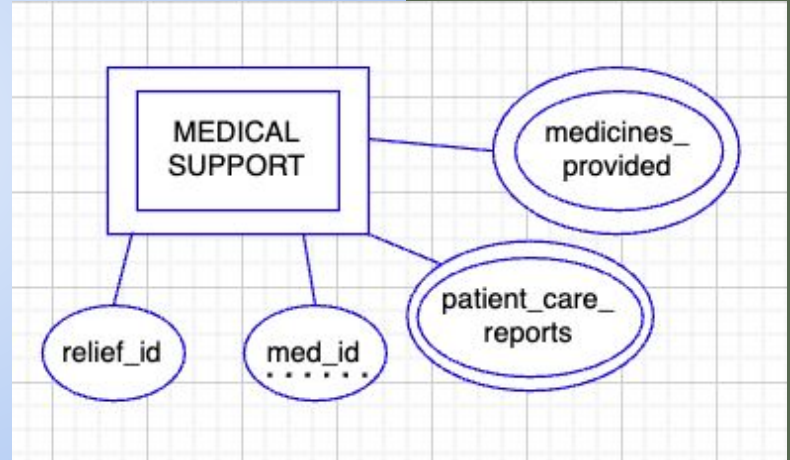 MEDICAL
SUPPORT
medicines_
provided
patient_care_
reports
relief_id
med_id